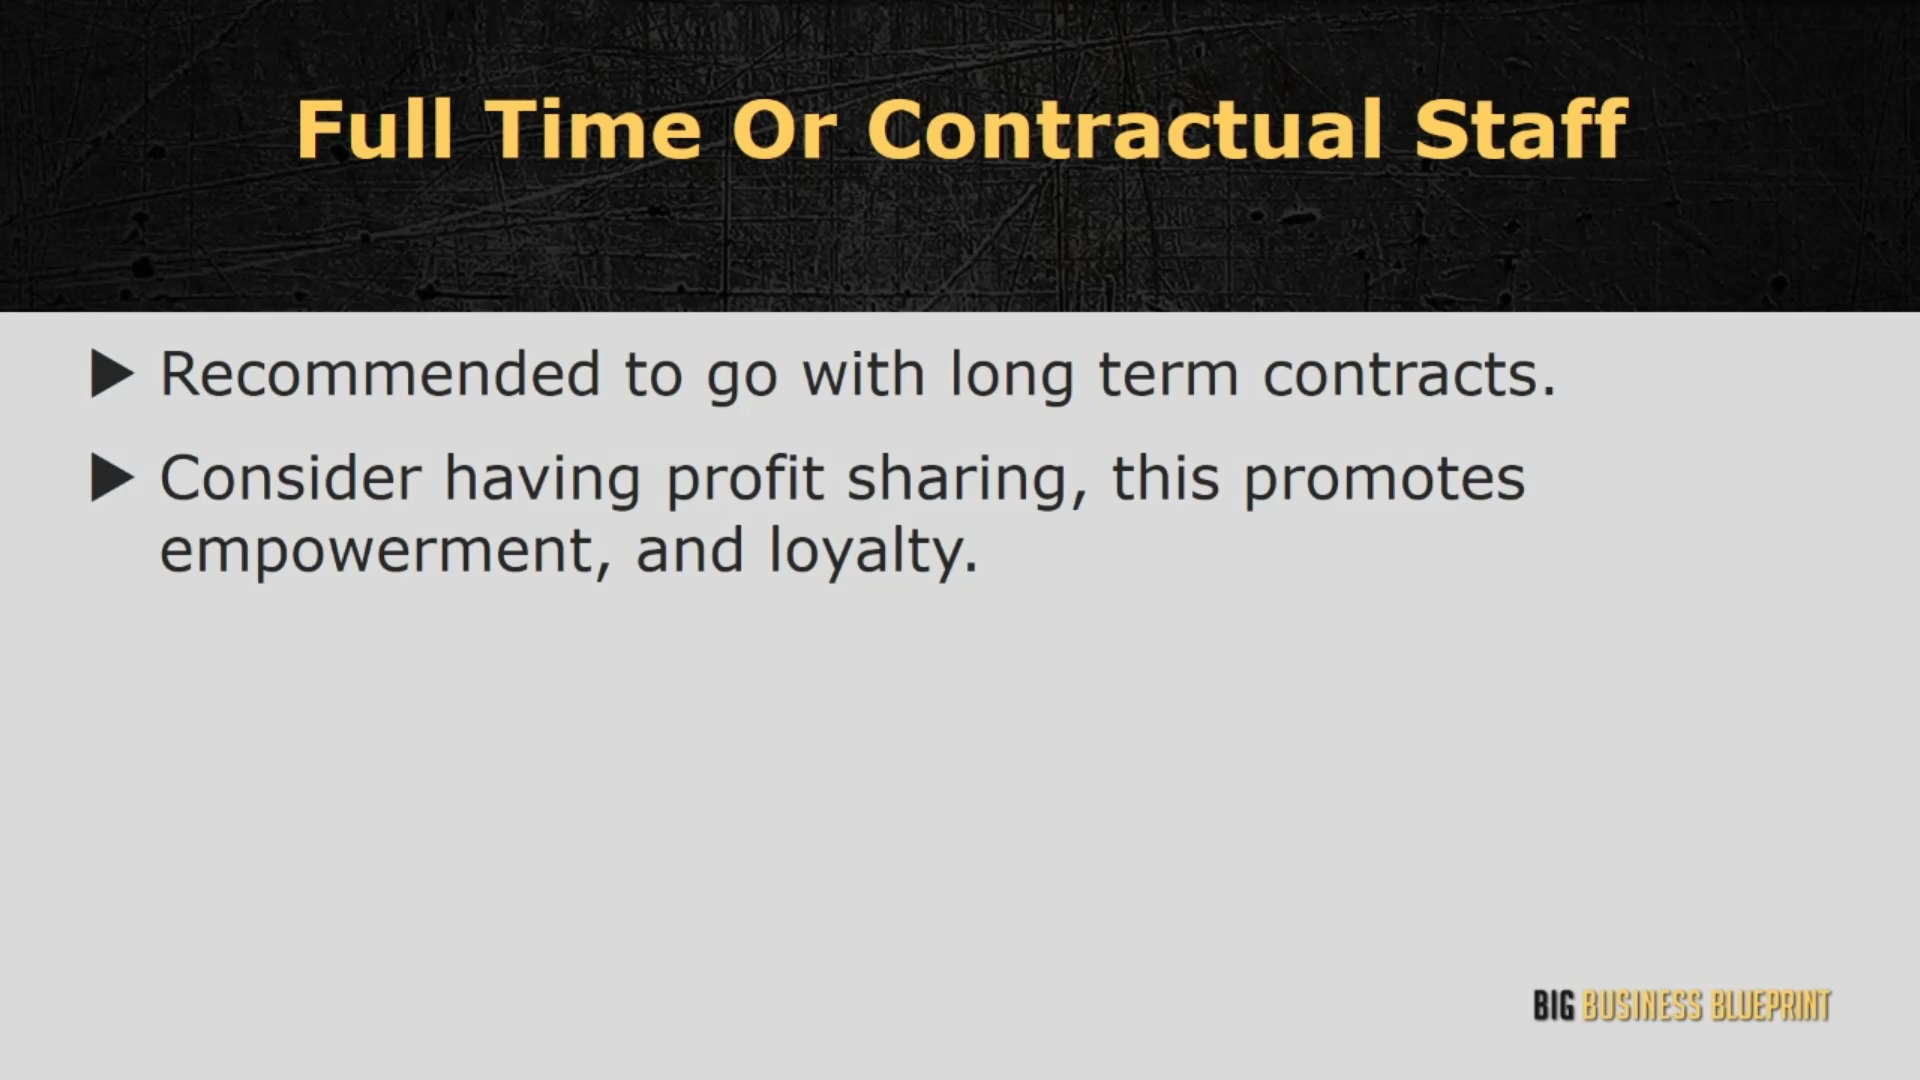 Full Time Or Contractual Staff
Recommended to go with long term contracts.
Consider having profit sharing, this promotes
empowerment, and loyalty.
BIG BUSINESS BLUEPRINT